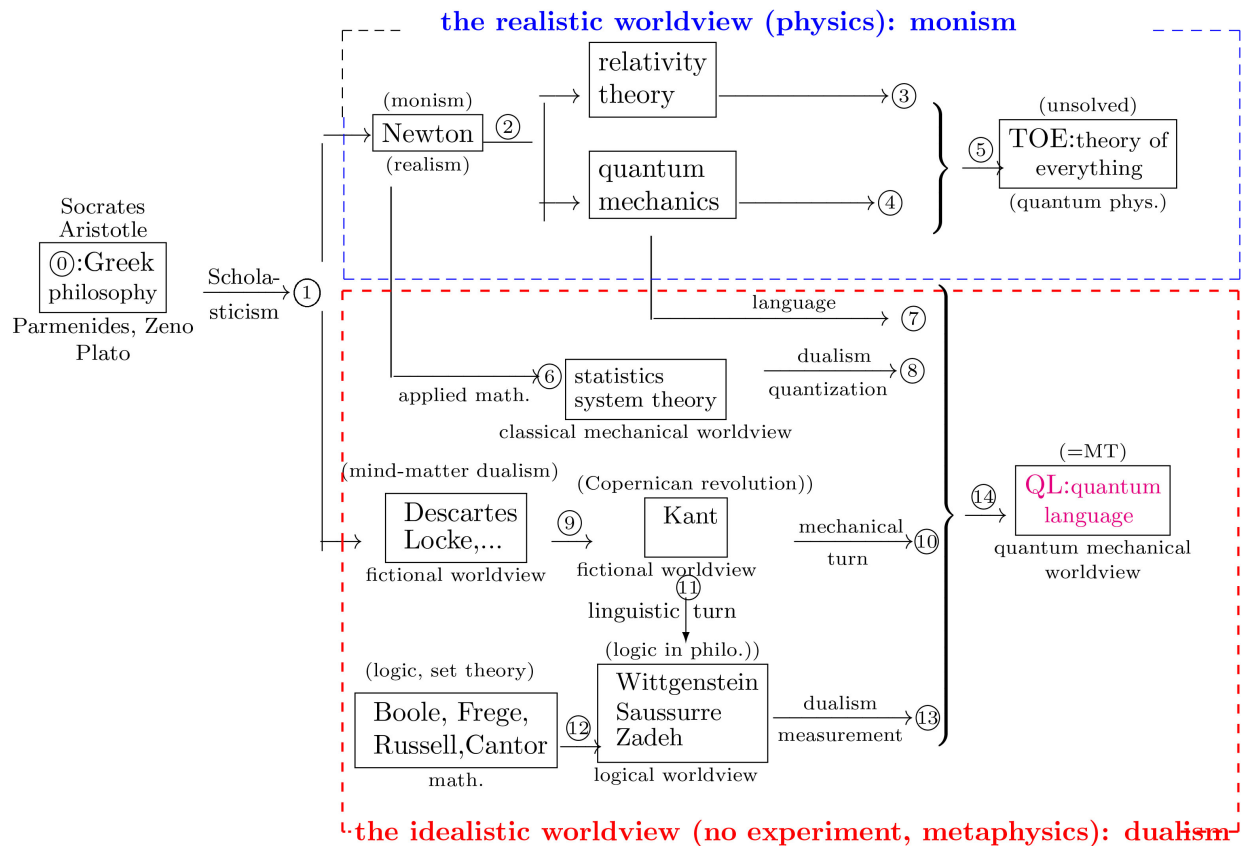 the realistic worldview (physics): monism
relativity
theory
③
(monism)
Newton
(realism)
②
(unsolved)
⑤
TOE:theory of
everything
(quantum phys.)
quantum
mechanics
④
Socrates
Aristotle
⓪:Greek
philosophy
Parmenides, Zeno
Plato
Schola-
sticism
①
language
⑦
applied math.
⑥
statistics
system theory
classical mechanical worldview
dualism
quantization
⑧
(mind-matter dualism)
Descartes
Locke,...
fictional worldview
⑨
(Copernican revolution))
Kant
fictional worldview
mechanical
turn
⑩
⑪
linguistic turn
⑭
(=MT)
QL:quantum
language
quantum mechanical
worldview
(logic, set theory)
Boole, Frege,
Russell,Cantor
math.
⑫
(logic in philo.))
Wittgenstein
Saussurre
Zadeh
logical worldview
dualism
measurement
⑬
the idealistic worldview (no experiment, metaphysics): dualism